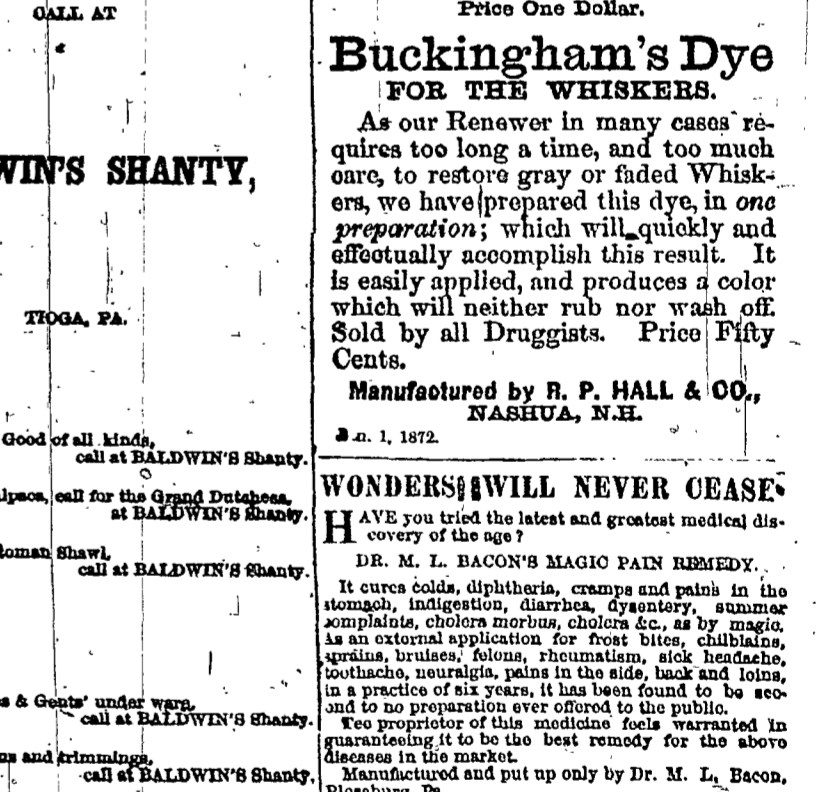 CALL AT
WIN'S SHANTY,
TIOGA, PA.
Good of all kinds,
call at BALDWIN'S Shanty.
lpaca, call for the Grand Dutchess,
at BALDWIN'S Shanty.
loman Shawl,
call at BALDWIN'S Shanty.
s & Gents' under ware,
call at BALDWIN'S Shanty.
ns and trimmings,
call at BALDWIN'S Shanty,
Price One Dollar.
Buckingham's Dye
FOR THE WHISKERS.
As our Renewer in many cases re-
quires too long a time, and too much
care, to restore gray or faded Whisk-
ers, we have prepared this dye, in one
preparation; which will quickly and
effectually accomplish this result. It
is easily applied, and produces a color
which will neither rub nor wash off.
Sold by all Druggists. Price Fifty
Cents.
Manufactured by R. P. HALL & CO.,
NASHUA, N.H.
n. 1, 1872.
WONDERS WILL NEVER CEASE
HAVE you tried the latest and greatest medical dis-
covery of the age?
DR. M. L. BACON'S MAGIC PAIN REMEDY.
It cures colds, diphtheria, cramps and pains in the
stomach, indigestion, diarrhea, dysentery, summer
complaints, cholera morbus, cholera &c., as by magic.
As an external application for frost bites, chilblains,
sprains, bruises, felons, rheumatism, sick headache,
toothache, neuralgia, pains in the side, back and loins,
in a practice of six years, it has been found to be sec-
ond to no preparation ever offered to the public.
Teo proprietor of this medicine feels warranted in
guaranteeing it to be the best remedy for the above
diseases in the market.
Manufactured and put up only by Dr. M. L. Bacon,
Blossburg, Pa.